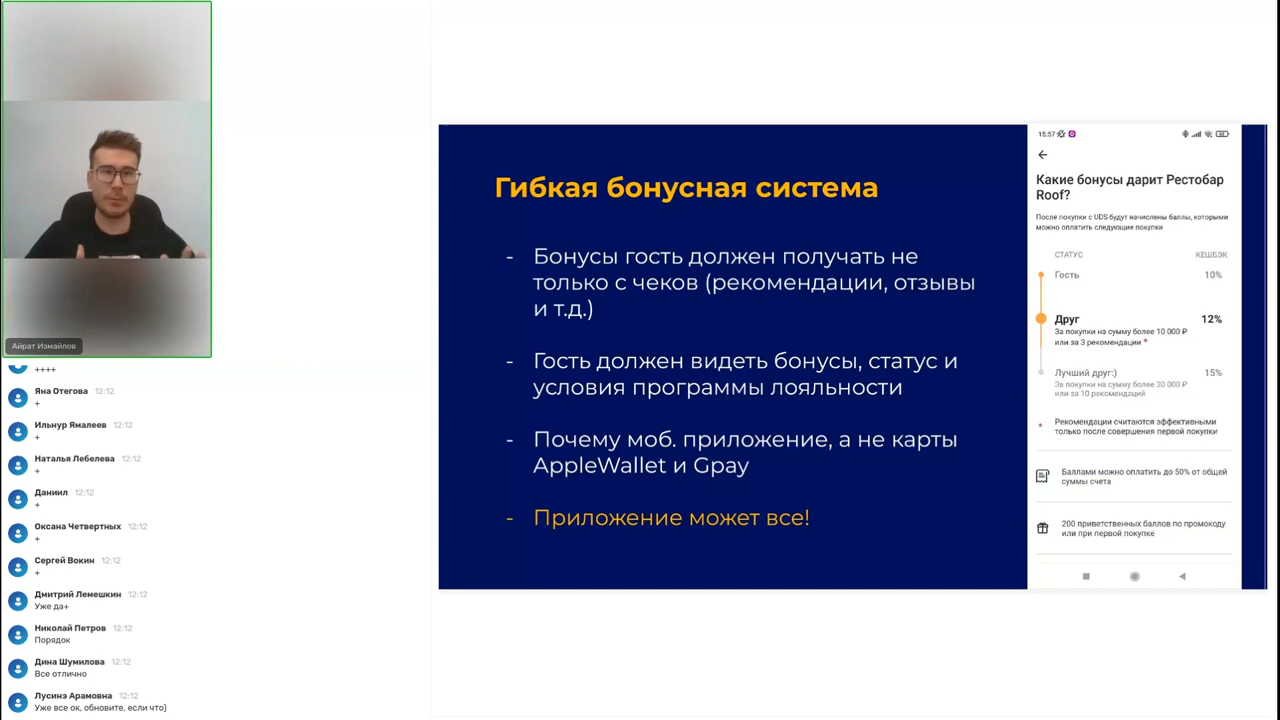 Айрат Измайлов
++++
Яна Отегова 12:12
+
Ильнур Ямалеев 12:12
+
Наталья Лебелева 12:12
+
Даниил 12:12
+
Оксана Четвертных 12:12
+
Сергей Вокин 12:12
+
Дмитрий Лемешкин 12:12
Уже да+
Николай Петров 12:12
Порядок
Дина Шумилова 12:12
Все отлично
Лусинэ Арамовна 12:12
Уже все ок, обновите, если что)
Гибкая бонусная система
- Бонусы гость должен получать не
только с чеков (рекомендации, отзывы
и т.д.)
- Гость должен видеть бонусы, статус и
условия программы лояльности
- Почему моб. приложение, а не карты
AppleWallet и Gpay
- Приложение может все!
15:57
Какие бонусы дарит Рестобар
Roof?
После покупки с UDS будут начислены баллы, которыми
можно оплатить следующие покупки
СТАТУС КЕШБЭК
Гость 10%
Друг 12%
За покупки на сумму более 10 000 ₽
или за 3 рекомендации *
Лучший друг:) 15%
За покупки на сумму более 30 000 ₽
или за 10 рекомендаций
* Рекомендации считаются эффективными
только после совершения первой покупки
Баллами можно оплатить до 50% от общей
суммы счета
200 приветственных баллов по промокоду
или при первой покупке